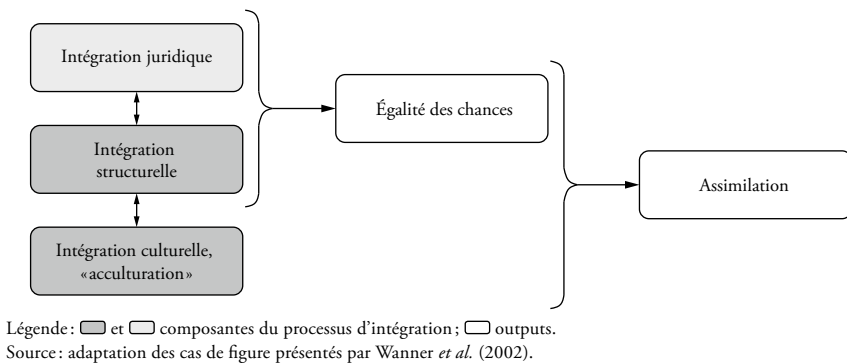 Intégration juridique
Égalité des chances
Intégration
structurelle
Assimilation
Intégration culturelle,
«acculturation»
Légende : et composantes du processus d'intégration ; outputs.
Source : adaptation des cas de figure présentés par Wanner et al. (2002).